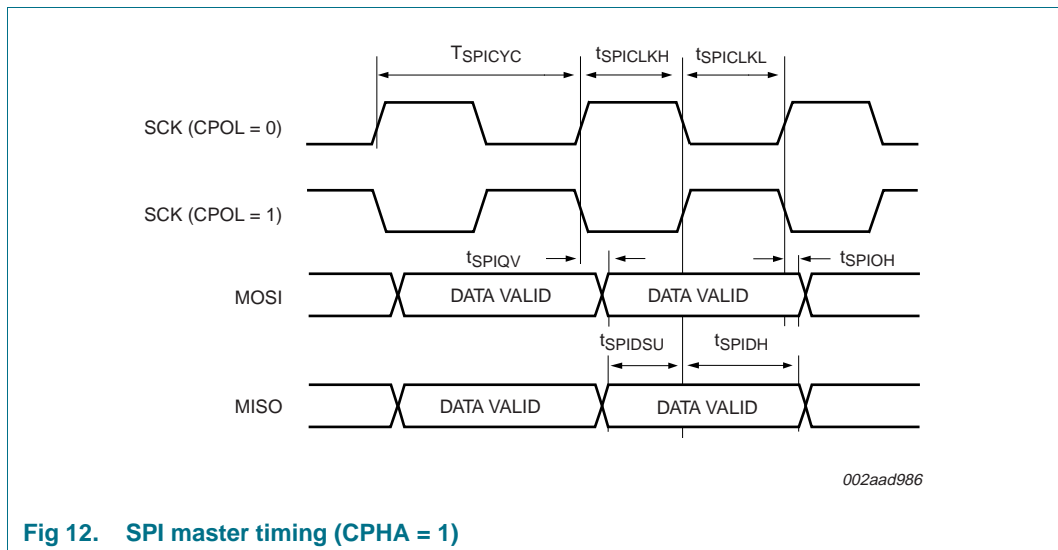 TSPICYC tSPICLKH tSPICLKL
SCK (CPOL = 0)
SCK (CPOL = 1)
tSPIQV tSPIOH
MOSI DATA VALID DATA VALID
tSPIDSU tSPIDH
MISO DATA VALID DATA VALID
002aad986
Fig 12. SPI master timing (CPHA = 1)